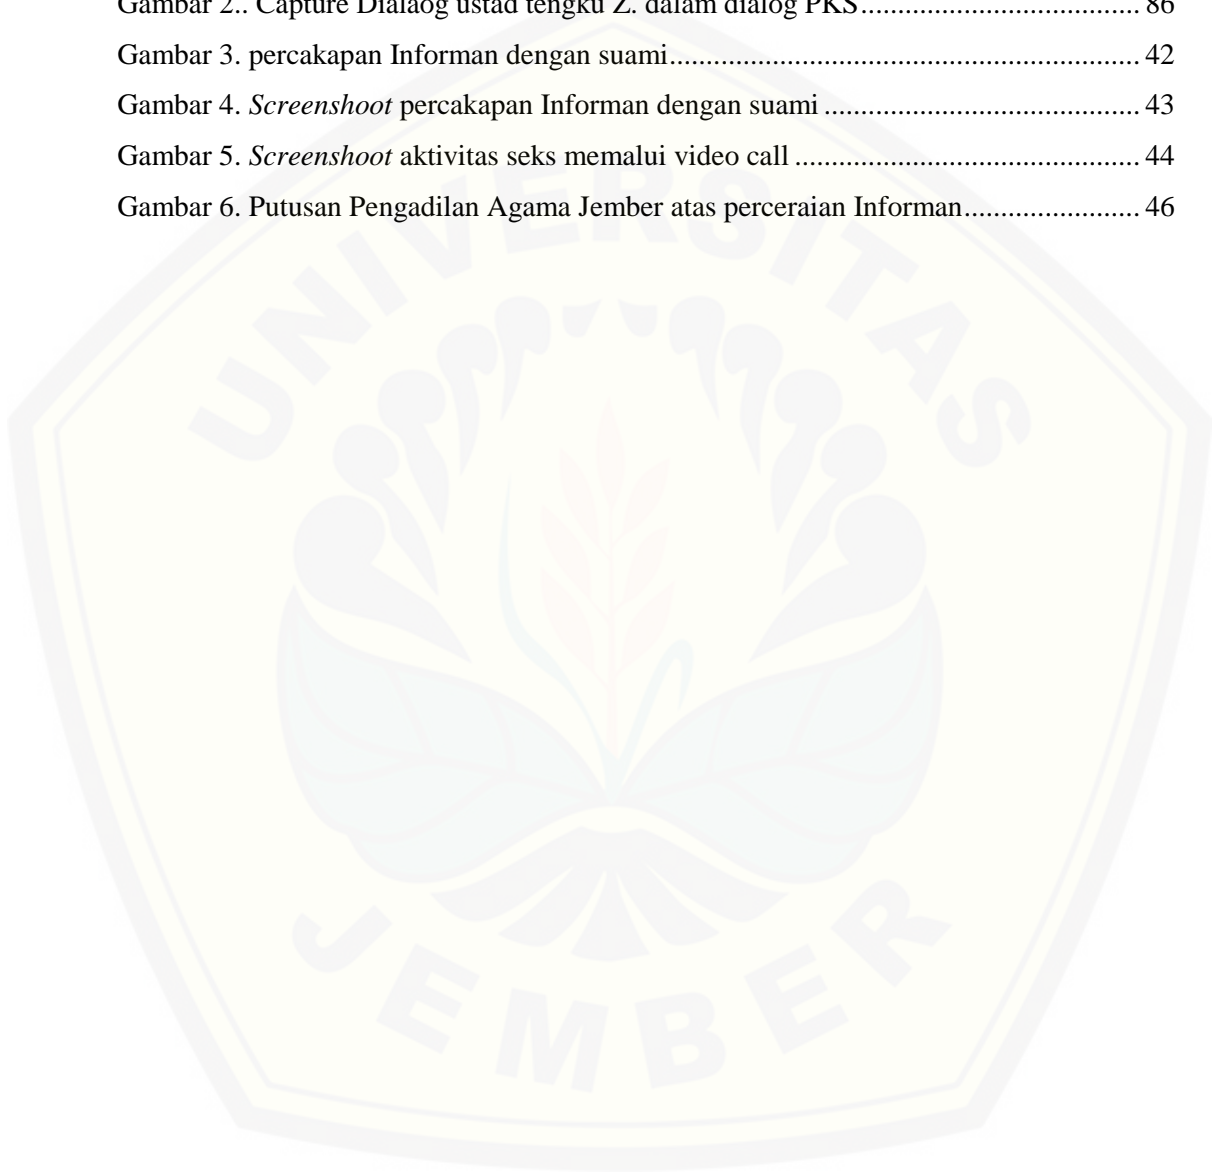 Gambar 2.. Capture Dialaog ustad tengku Z. dalam dialog PKS...................................... 86
Gambar 3. percakapan Informan dengan suami................................................................ 42
Gambar 4. Screenshoot percakapan Informan dengan suami ........................................... 43
Gambar 5. Screenshoot aktivitas seks memalui video call ............................................... 44
Gambar 6. Putusan Pengadilan Agama Jember atas perceraian Informan........................ 46
UNIVERSITAS
JEMBER